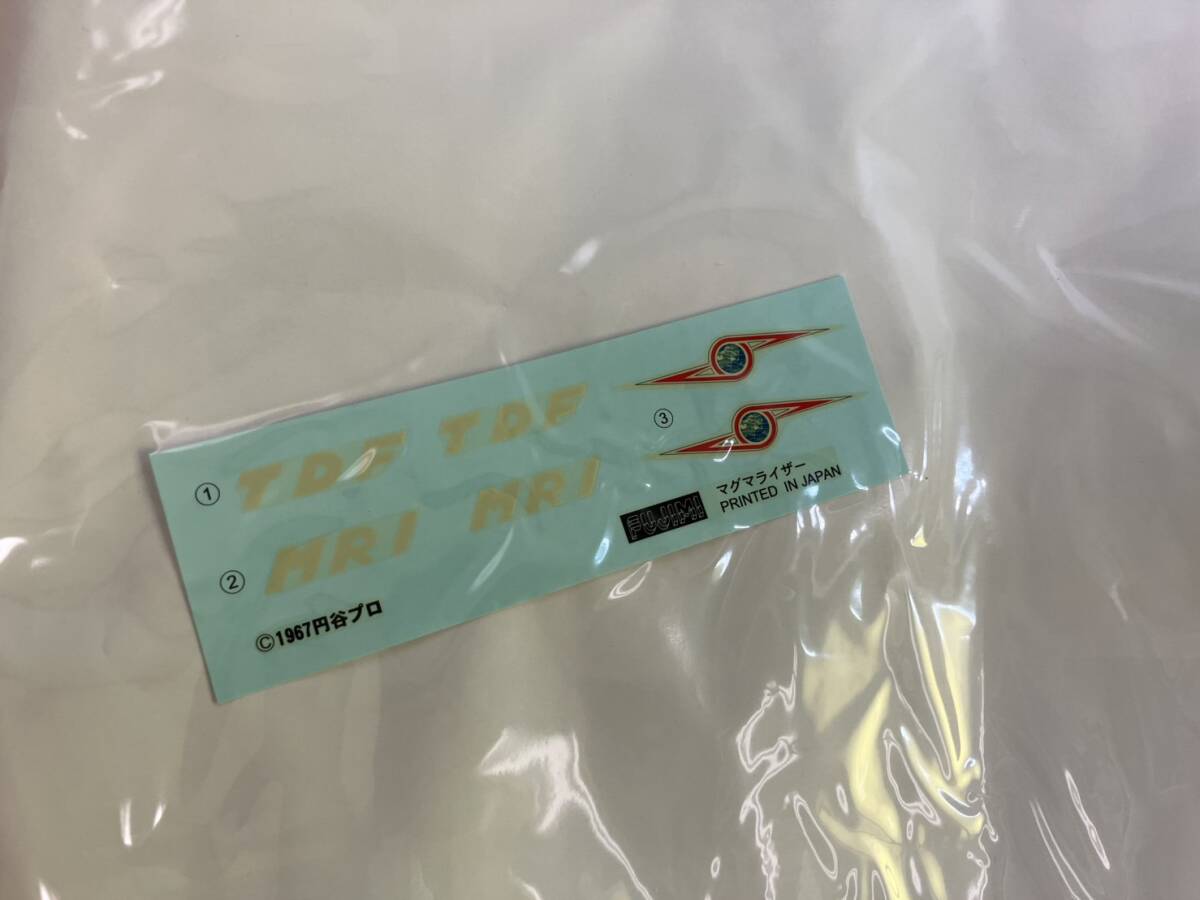 ① TDF TDF
② MRI MRI
③
©1967円谷プロ
FUJIMI
マグマライザー
PRINTED IN JAPAN